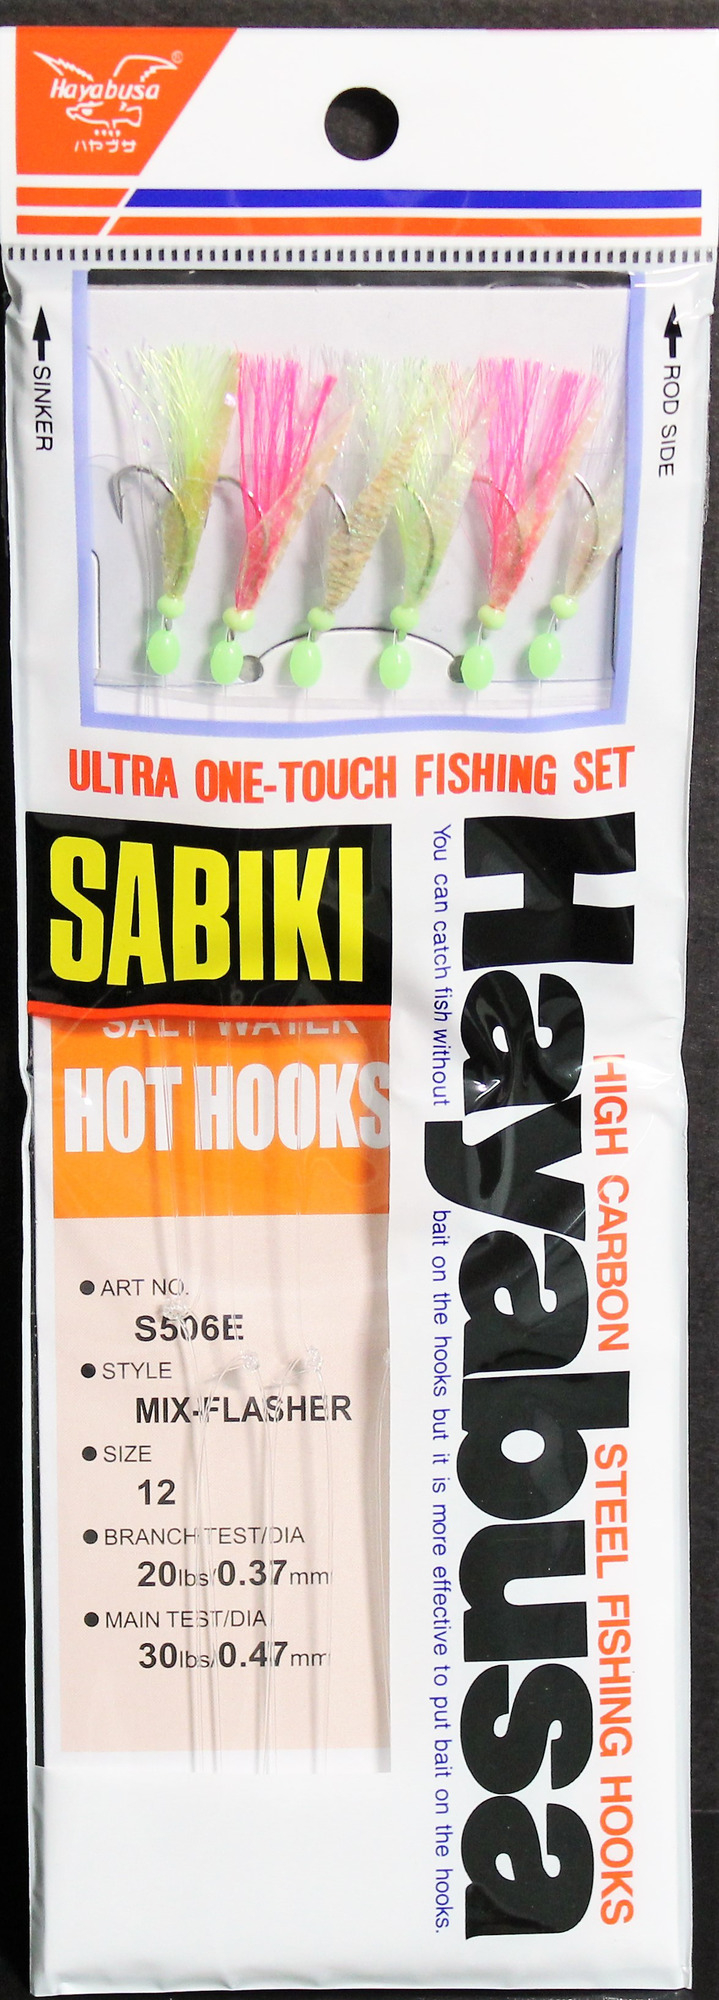 Hayabusa®
ハヤブサ
SINKER
ROD SIDE
ULTRA ONE-TOUCH FISHING SET
SABIKI
SALT WATER
HOT HOOKS
● ART NO.
S506E
● STYLE
MIX-FLASHER
● SIZE
12
● BRANCH TEST/DIA
20lbs/0.37mm
● MAIN TEST/DIA
30lbs/0.47mm
You can catch fish without bait on the hooks but it is more effective to put bait on the hooks.
Hayabusa
HIGH CARBON STEEL FISHING HOOKS